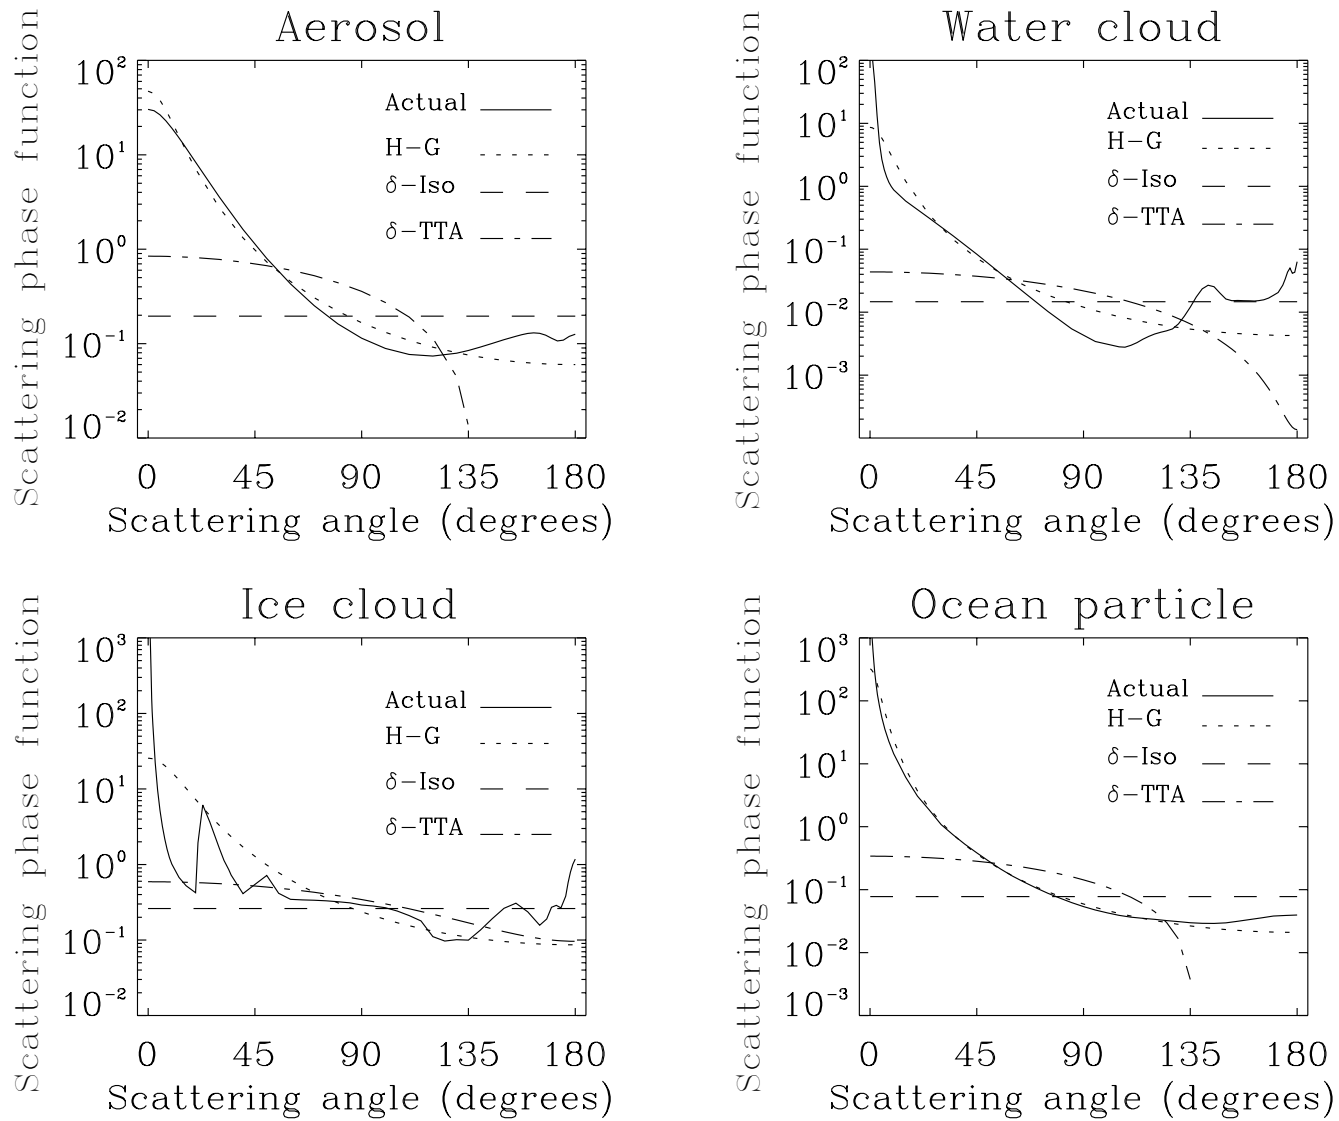 Aerosol
Scattering phase function
10²
10¹
10⁰
10⁻¹
10⁻²
Actual
H−G
δ−Iso
δ−TTA
0 45 90 135 180
Scattering angle (degrees)
Water cloud
Scattering phase function
10²
10¹
10⁰
10⁻¹
10⁻²
10⁻³
Actual
H−G
δ−Iso
δ−TTA
0 45 90 135 180
Scattering angle (degrees)
Ice cloud
Scattering phase function
10³
10²
10¹
10⁰
10⁻¹
10⁻²
Actual
H−G
δ−Iso
δ−TTA
0 45 90 135 180
Scattering angle (degrees)
Ocean particle
Scattering phase function
10³
10²
10¹
10⁰
10⁻¹
10⁻²
10⁻³
Actual
H−G
δ−Iso
δ−TTA
0 45 90 135 180
Scattering angle (degrees)